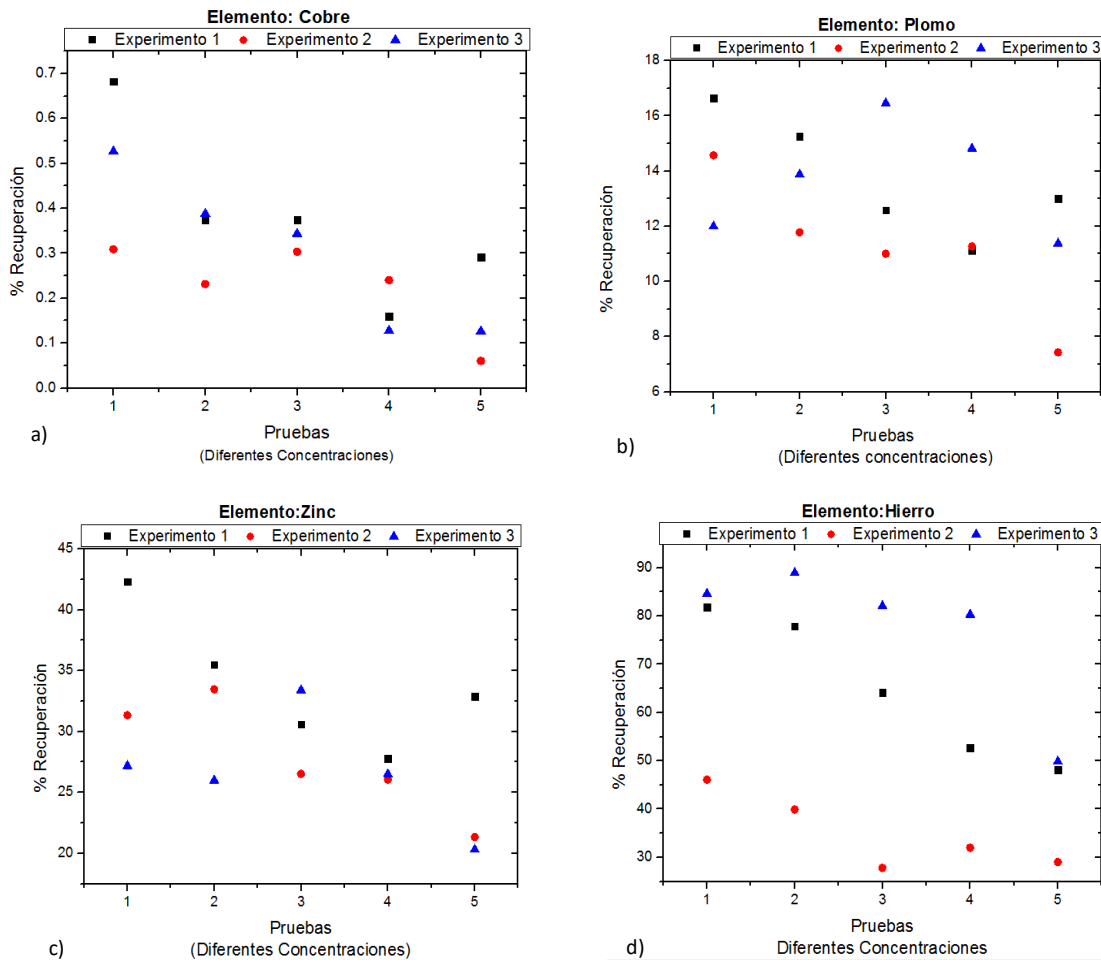 Elemento: Cobre
Experimento 1 Experimento 2 Experimento 3
0.7
0.6
0.5
0.4
0.3
0.2
0.1
0.0
% Recuperación
1 2 3 4 5
a)
Pruebas
(Diferentes Concentraciones)
Elemento: Plomo
Experimento 1 Experimento 2 Experimento 3
18
16
14
12
10
8
6
% Recuperación
1 2 3 4 5
b)
Pruebas
(Diferentes concentraciones)
Elemento:Zinc
Experimento 1 Experimento 2 Experimento 3
45
40
35
30
25
20
% Recuperación
1 2 3 4 5
c)
Pruebas
(Diferentes Concentraciones)
Elemento:Hierro
Experimento 1 Experimento 2 Experimento 3
90
80
70
60
50
40
30
% Recuperación
1 2 3 4 5
d)
Pruebas
Diferentes Concentraciones